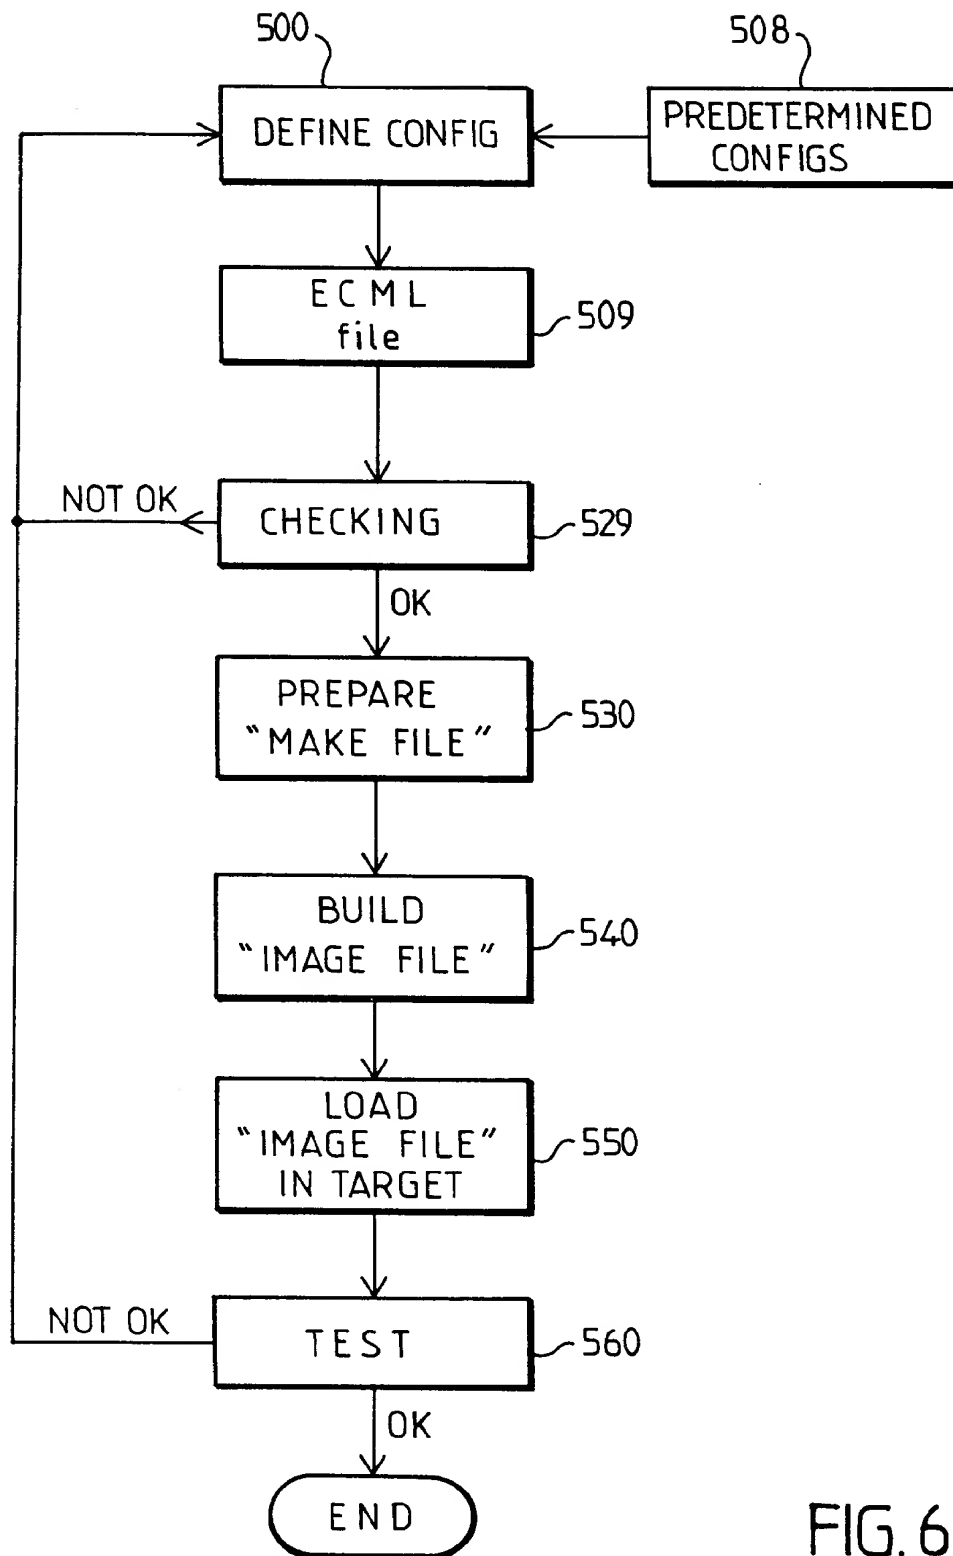 500
508
DEFINE CONFIG
PREDETERMINED
CONFIGS
ECML
file
509
NOT OK
CHECKING
529
OK
PREPARE
"MAKE FILE"
530
BUILD
"IMAGE FILE"
540
LOAD
"IMAGE FILE"
IN TARGET
550
NOT OK
TEST
560
OK
END
FIG. 6